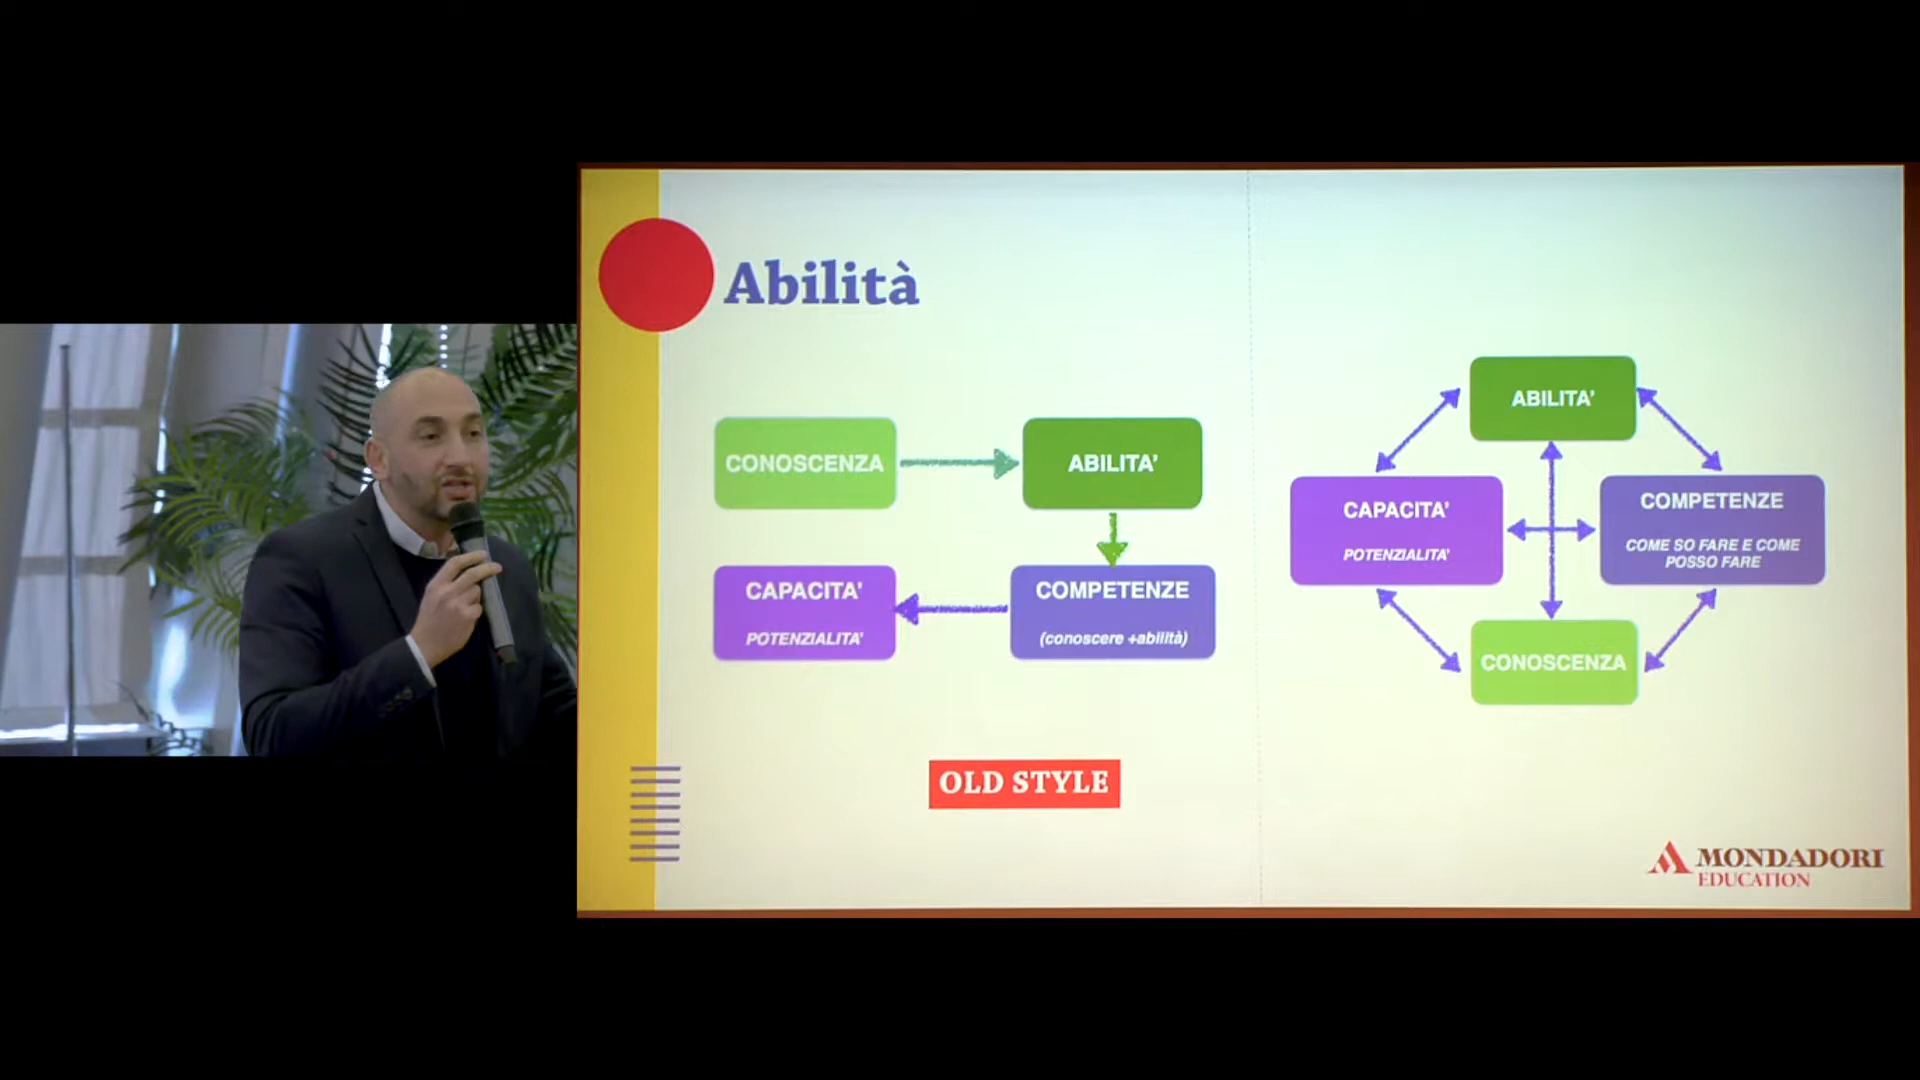 Abilità
CONOSCENZA
ABILITA'
CAPACITA'
POTENZIALITA'
COMPETENZE
(conoscere +abilità)
OLD STYLE
ABILITA'
CAPACITA'
POTENZIALITA'
COMPETENZE
COME SO FARE E COME
POSSO FARE
CONOSCENZA
MONDADORI
EDUCATION